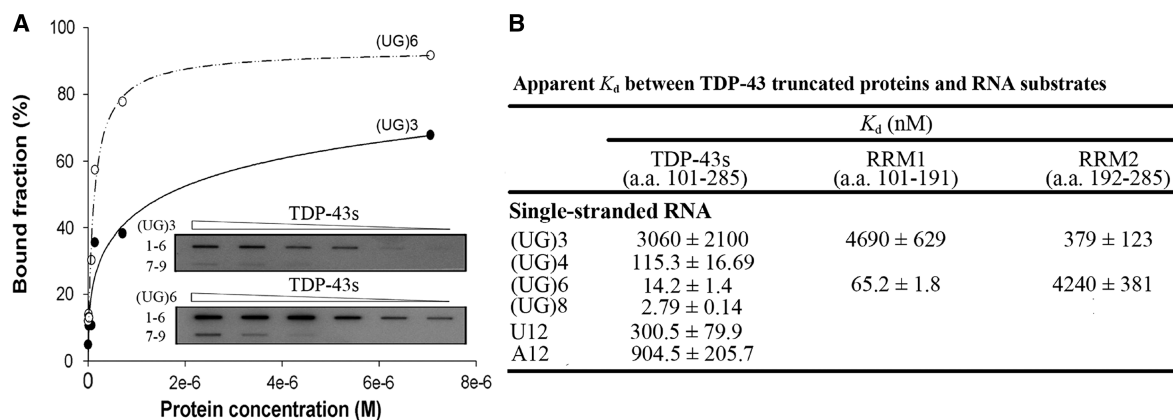 A
100
80
60
40
20
0
Bound fraction (%)
(UG)6
(UG)3
TDP-43s
(UG)3
1-6
7-9
TDP-43s
(UG)6
1-6
7-9
0 2e-6 4e-6 6e-6 8e-6
Protein concentration (M)
B
Apparent Kd between TDP-43 truncated proteins and RNA substrates
Kd (nM)
TDP-43s RRM1 RRM2
(a.a. 101-285) (a.a. 101-191) (a.a. 192-285)
Single-stranded RNA
(UG)3 3060 ± 2100 4690 ± 629 379 ± 123
(UG)4 115.3 ± 16.69
(UG)6 14.2 ± 1.4 65.2 ± 1.8 4240 ± 381
(UG)8 2.79 ± 0.14
U12 300.5 ± 79.9
A12 904.5 ± 205.7